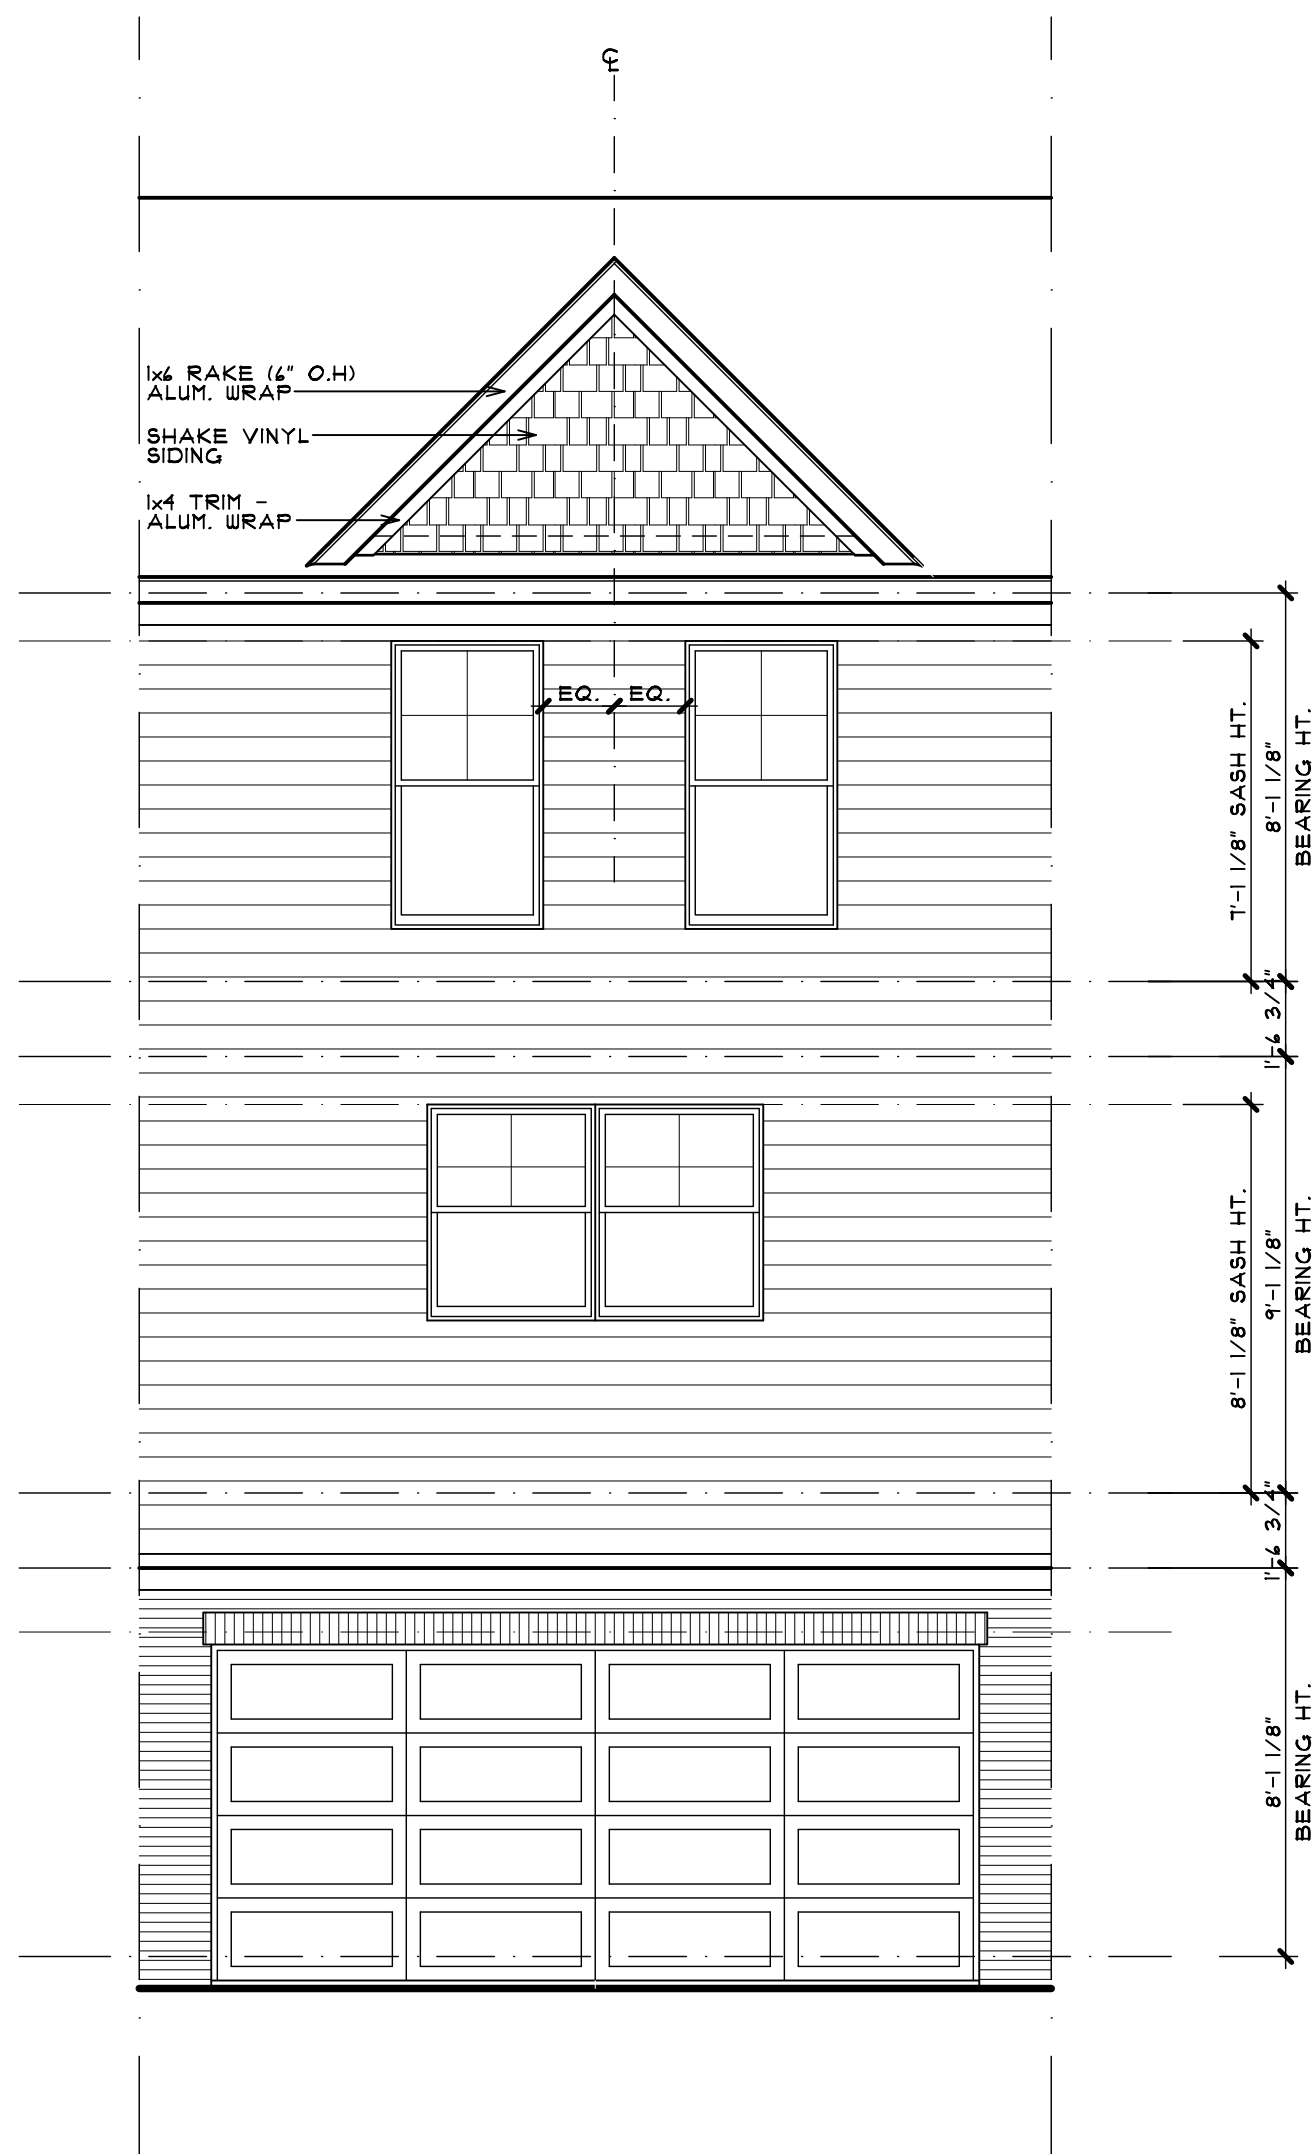 ℄
1x6 RAKE (6" O.H)
ALUM. WRAP
SHAKE VINYL
SIDING
1x4 TRIM -
ALUM. WRAP
EQ. EQ.
7'-1 1/8" SASH HT.
8'-1 1/8"
BEARING HT.
1'-6 3/4"
8'-1 1/8" SASH HT.
9'-1 1/8"
BEARING HT.
1'-6 3/4"
8'-1 1/8"
BEARING HT.